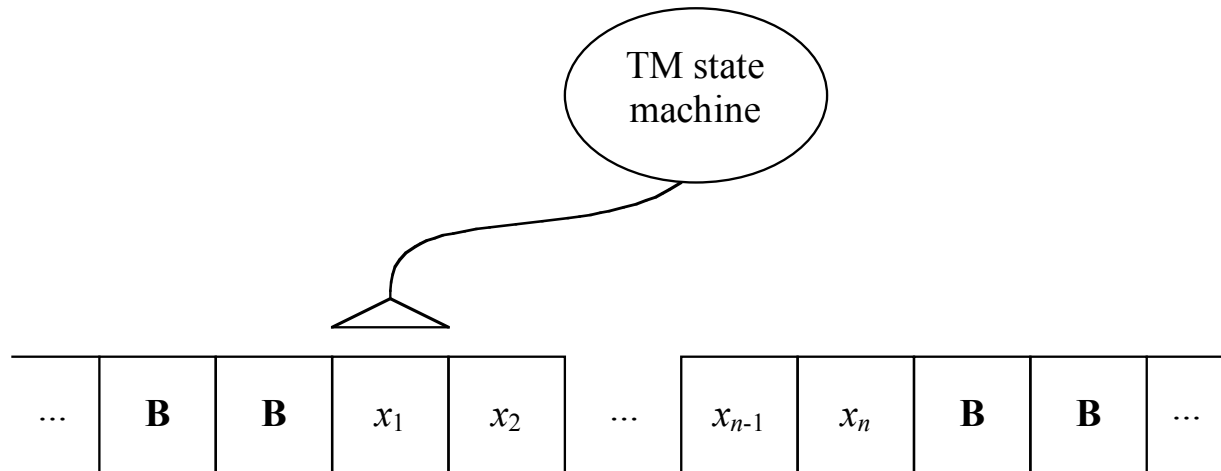 TM state
machine
... B B x₁ x₂ ... xₙ₋₁ xₙ B B ...